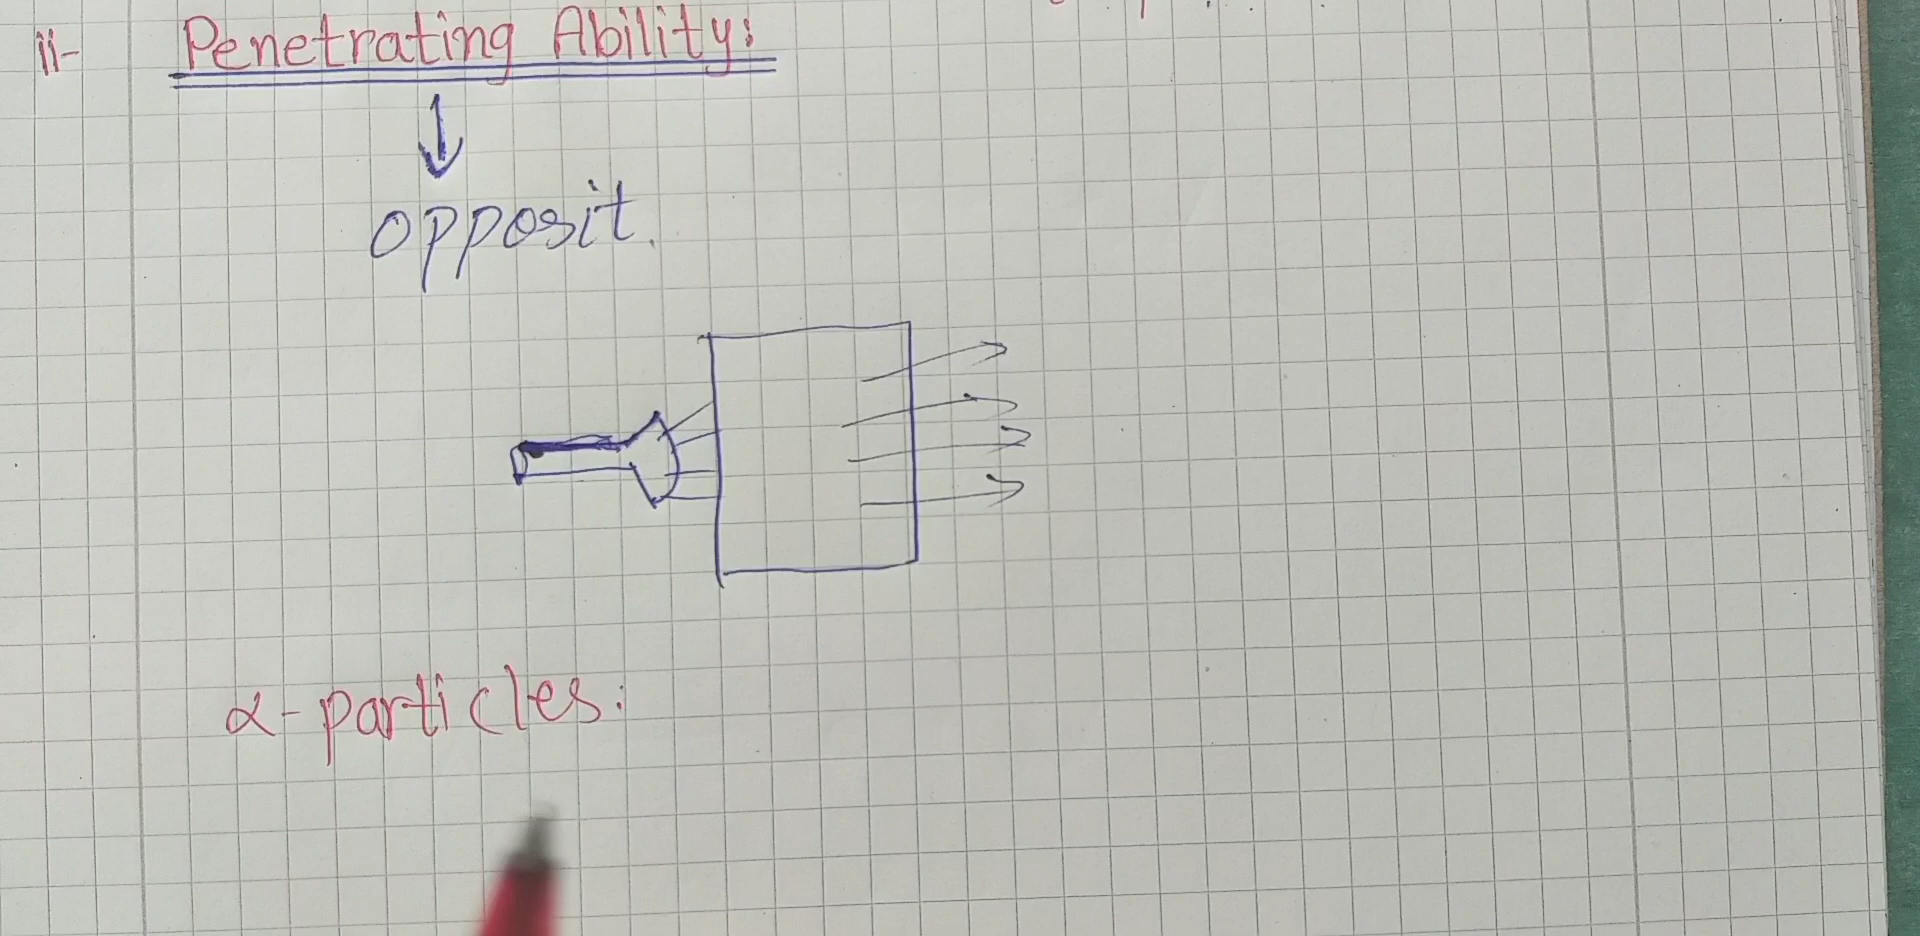 ii- Penetrating Ability:
opposit.
α-particles: